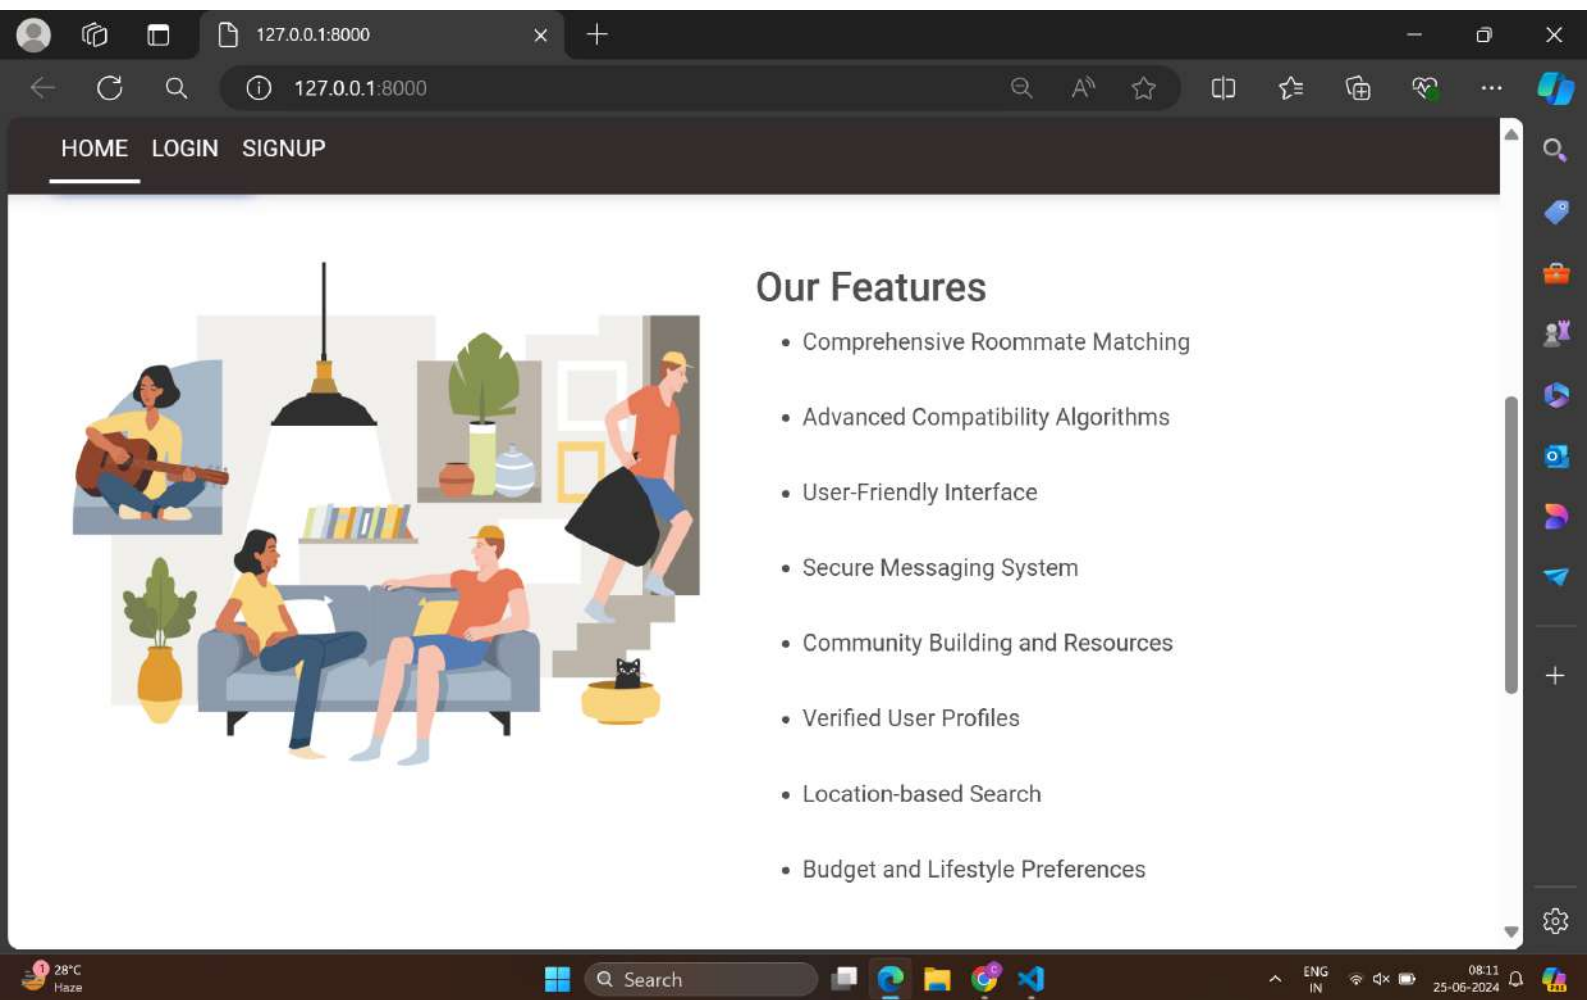 127.0.0.1:8000
127.0.0.1:8000
HOME LOGIN SIGNUP
Our Features
• Comprehensive Roommate Matching
• Advanced Compatibility Algorithms
• User-Friendly Interface
• Secure Messaging System
• Community Building and Resources
• Verified User Profiles
• Location-based Search
• Budget and Lifestyle Preferences
1
28°C
Haze
Search
ENG
IN
08:11
25-06-2024